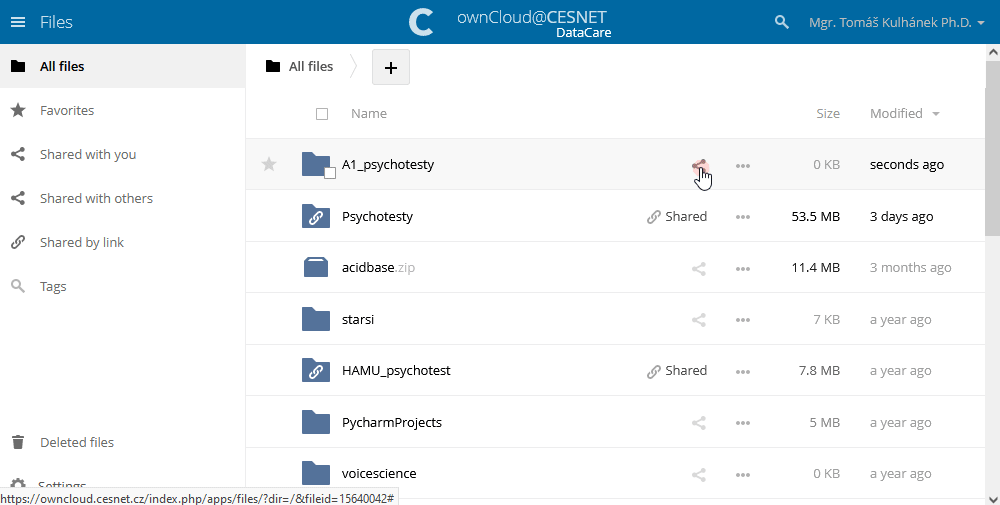 Files
ownCloud@CESNET
DataCare
Mgr. Tomáš Kulhánek Ph.D.
All files
Favorites
Shared with you
Shared with others
Shared by link
Tags
Deleted files
Settings
All files
+
Name Size Modified
A1_psychotesty 0 KB seconds ago
Psychotesty Shared 53.5 MB 3 days ago
acidbase.zip 11.4 MB 3 months ago
starsi 7 KB a year ago
HAMU_psychotest Shared 7.8 MB a year ago
PycharmProjects 5 MB a year ago
voicescience 0 KB a year ago
https://owncloud.cesnet.cz/index.php/apps/files/?dir=/&fileid=15640042#